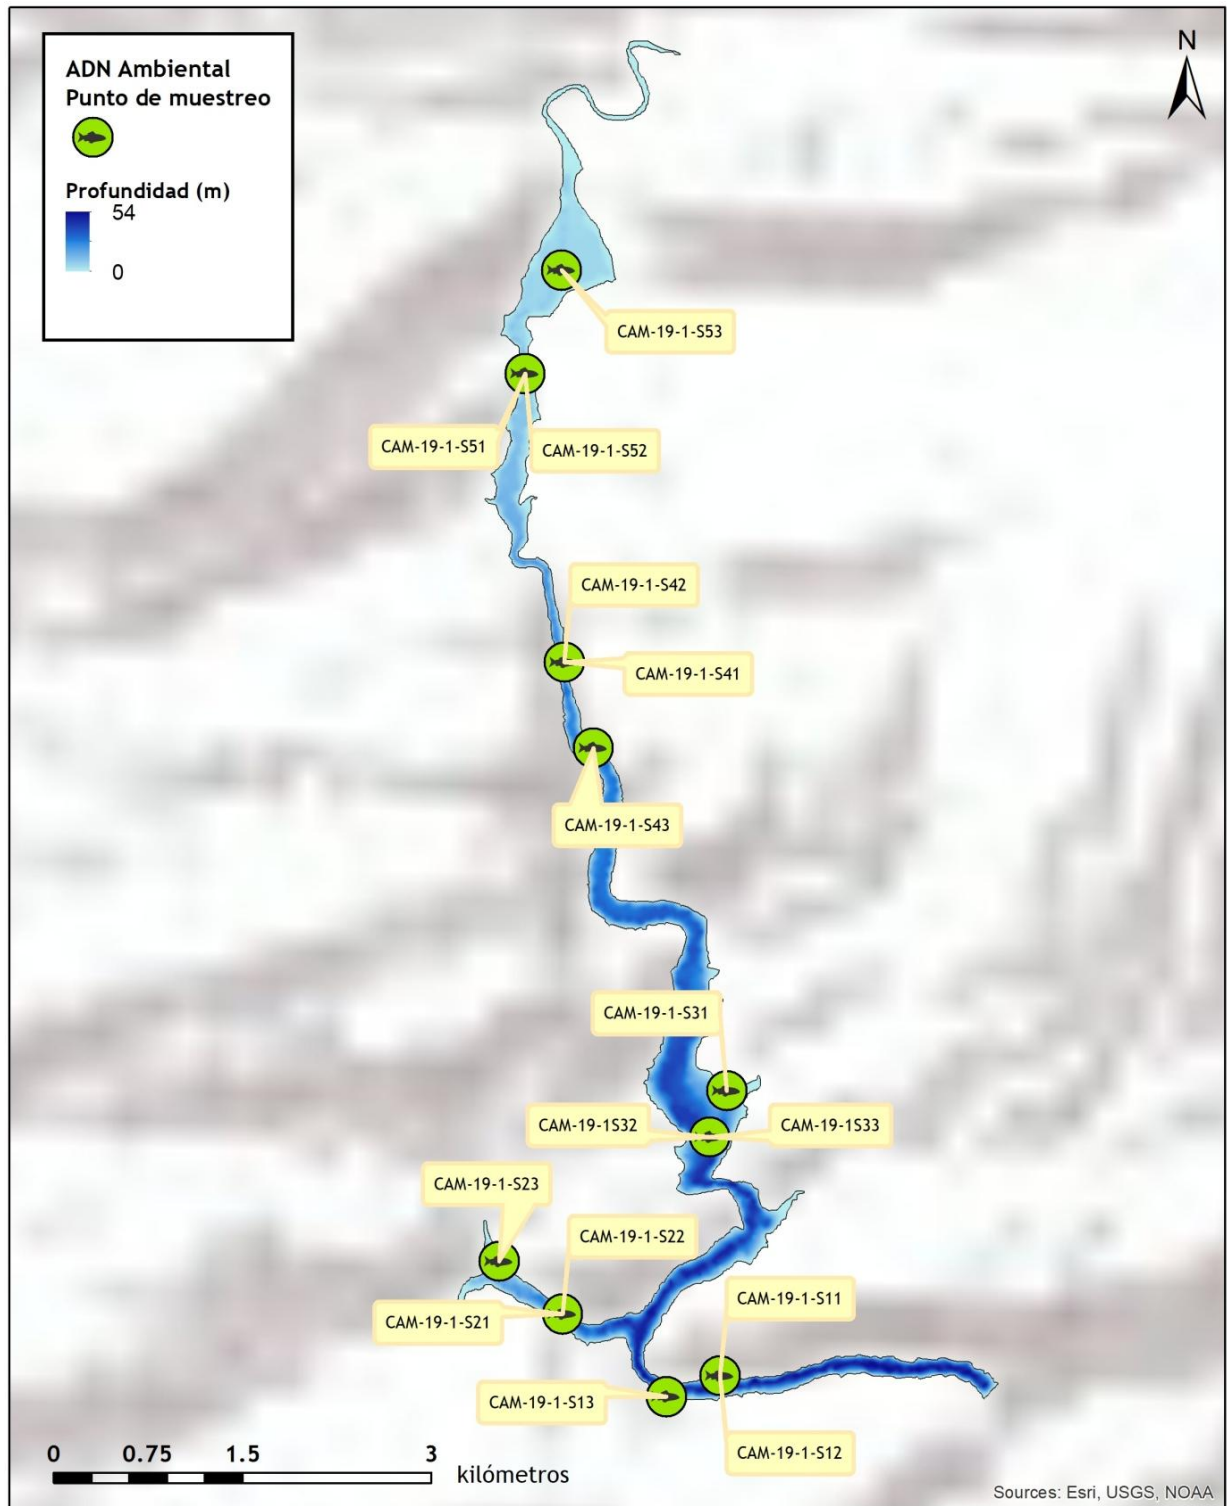 ADN Ambiental
Punto de muestreo
Profundidad (m)
54
0
N
CAM-19-1-S53
CAM-19-1-S51
CAM-19-1-S52
CAM-19-1-S42
CAM-19-1-S41
CAM-19-1-S43
CAM-19-1-S31
CAM-19-1S32
CAM-19-1S33
CAM-19-1-S23
CAM-19-1-S22
CAM-19-1-S11
CAM-19-1-S21
CAM-19-1-S13
CAM-19-1-S12
0 0.75 1.5 3
kilómetros
Sources: Esri, USGS, NOAA